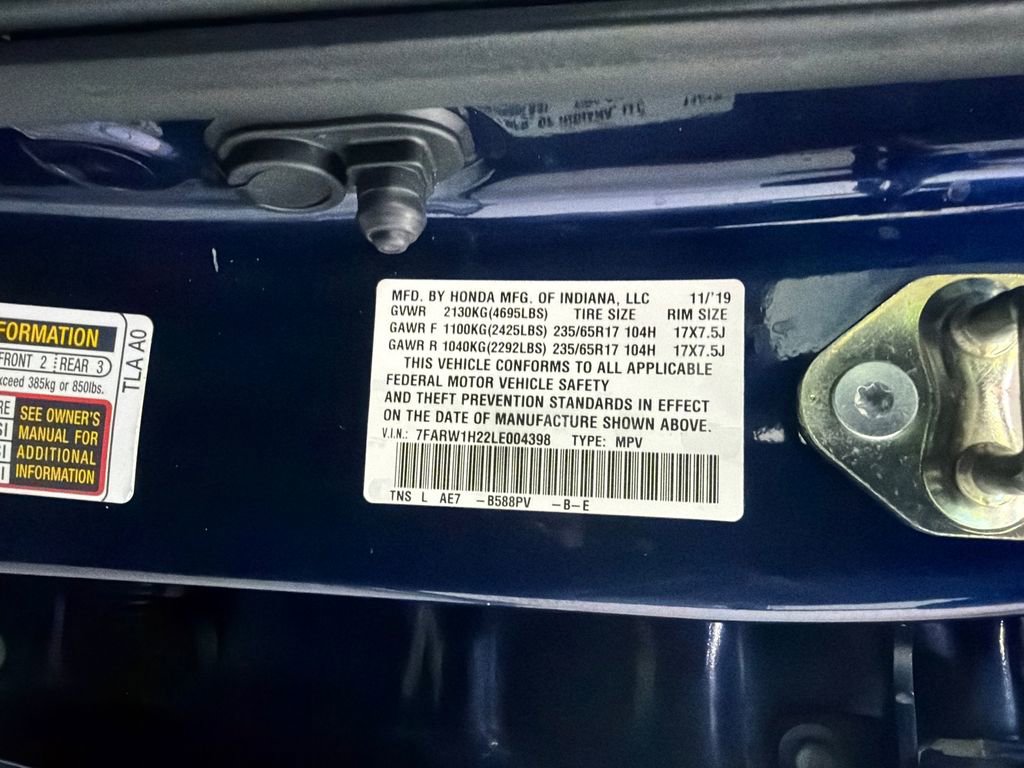 MFD. BY HONDA MFG. OF INDIANA, LLC 11/'19
GVWR 2130KG(4695LBS) TIRE SIZE RIM SIZE
GAWR F 1100KG(2425LBS) 235/65R17 104H 17X7.5J
GAWR R 1040KG(2292LBS) 235/65R17 104H 17X7.5J
THIS VEHICLE CONFORMS TO ALL APPLICABLE
FEDERAL MOTOR VEHICLE SAFETY
AND THEFT PREVENTION STANDARDS IN EFFECT
ON THE DATE OF MANUFACTURE SHOWN ABOVE.
V.I.N.: 7FARW1H22LE004398 TYPE: MPV
TNS L AE7 -B588PV -B-E
FRONT 2 REAR 3
385kg or 850lbs.
SEE OWNER'S
MANUAL FOR
ADDITIONAL
INFORMATION
TLA A0